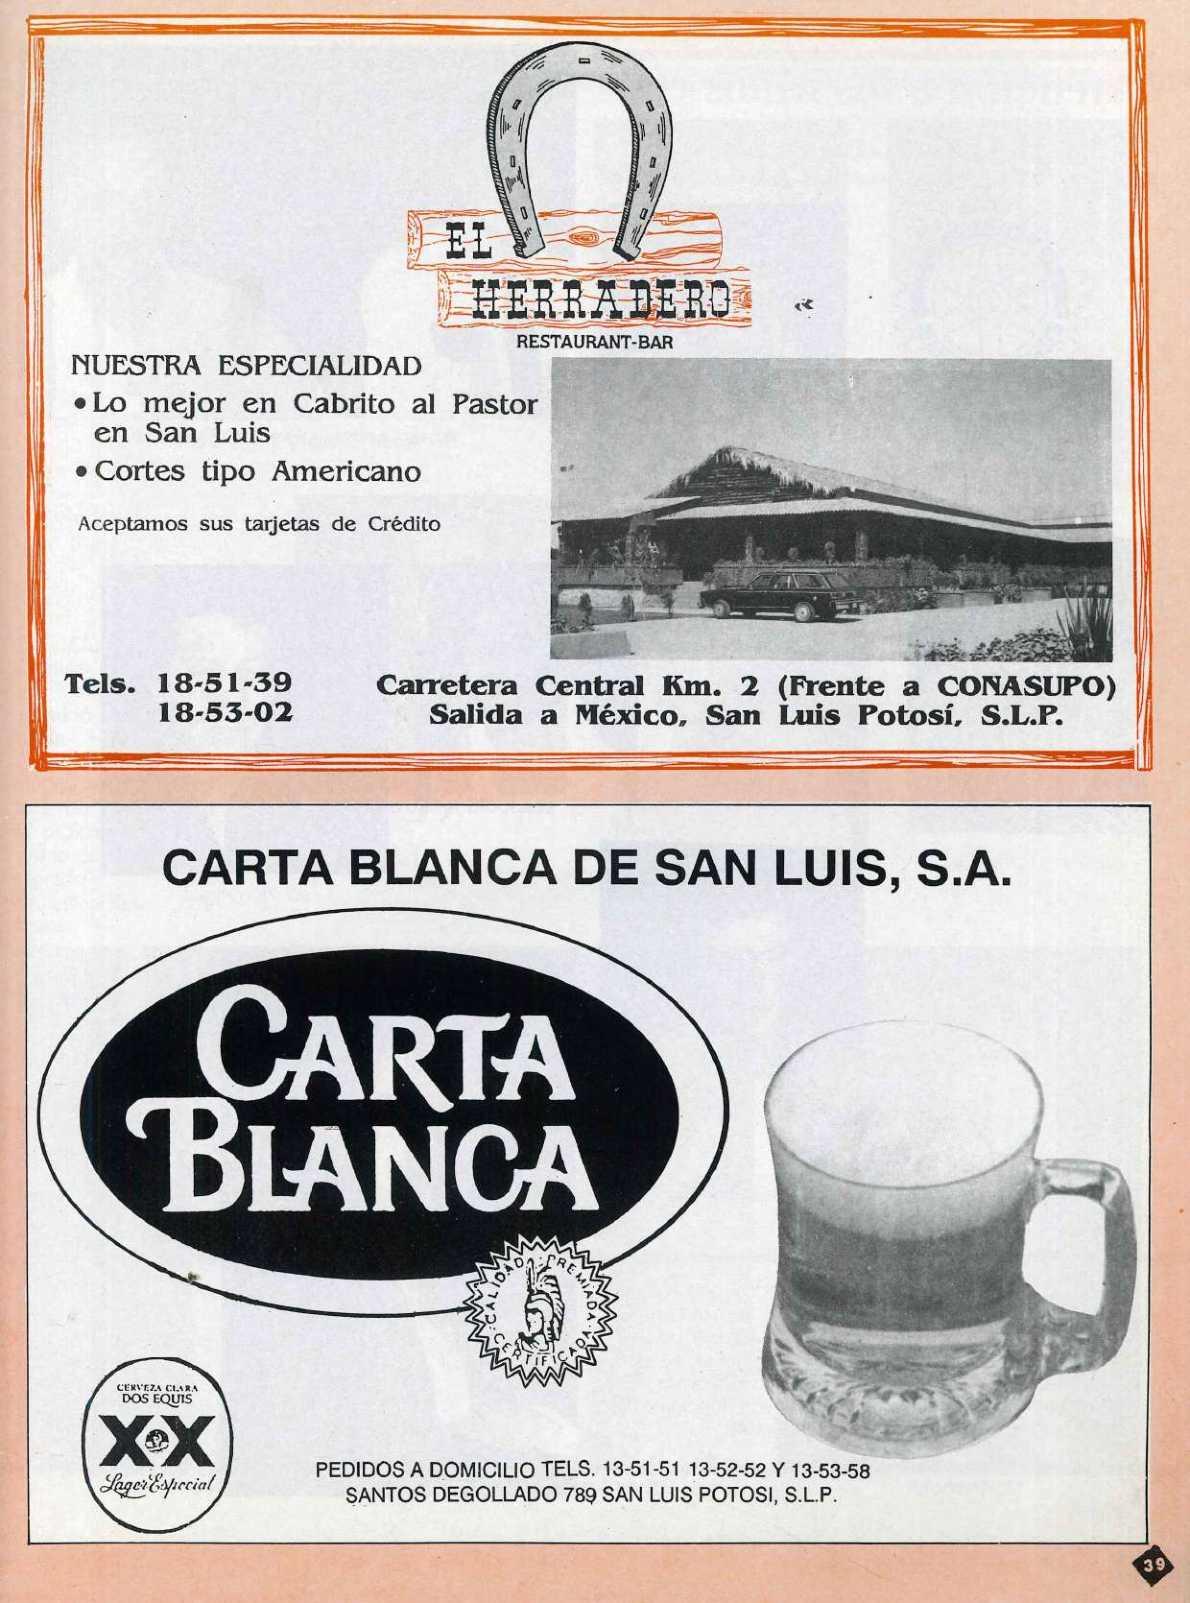 EL
HERRADERO
RESTAURANT-BAR
NUESTRA ESPECIALIDAD
• Lo mejor en Cabrito al Pastor
en San Luis
• Cortes tipo Americano
Aceptamos sus tarjetas de Crédito
Tels. 18-51-39
18-53-02
Carretera Central Km. 2 (Frente a CONASUPO)
Salida a México, San Luis Potosí, S.L.P.
CARTA BLANCA DE SAN LUIS, S.A.
CARTA
BLANCA
CALIDAD PREMIADA Y CERTIFICADA
CERVEZA CLARA
DOS EQUIS
XX
Lager Especial
PEDIDOS A DOMICILIO TELS. 13-51-51 13-52-52 Y 13-53-58
SANTOS DEGOLLADO 789 SAN LUIS POTOSI, S.L.P.
39